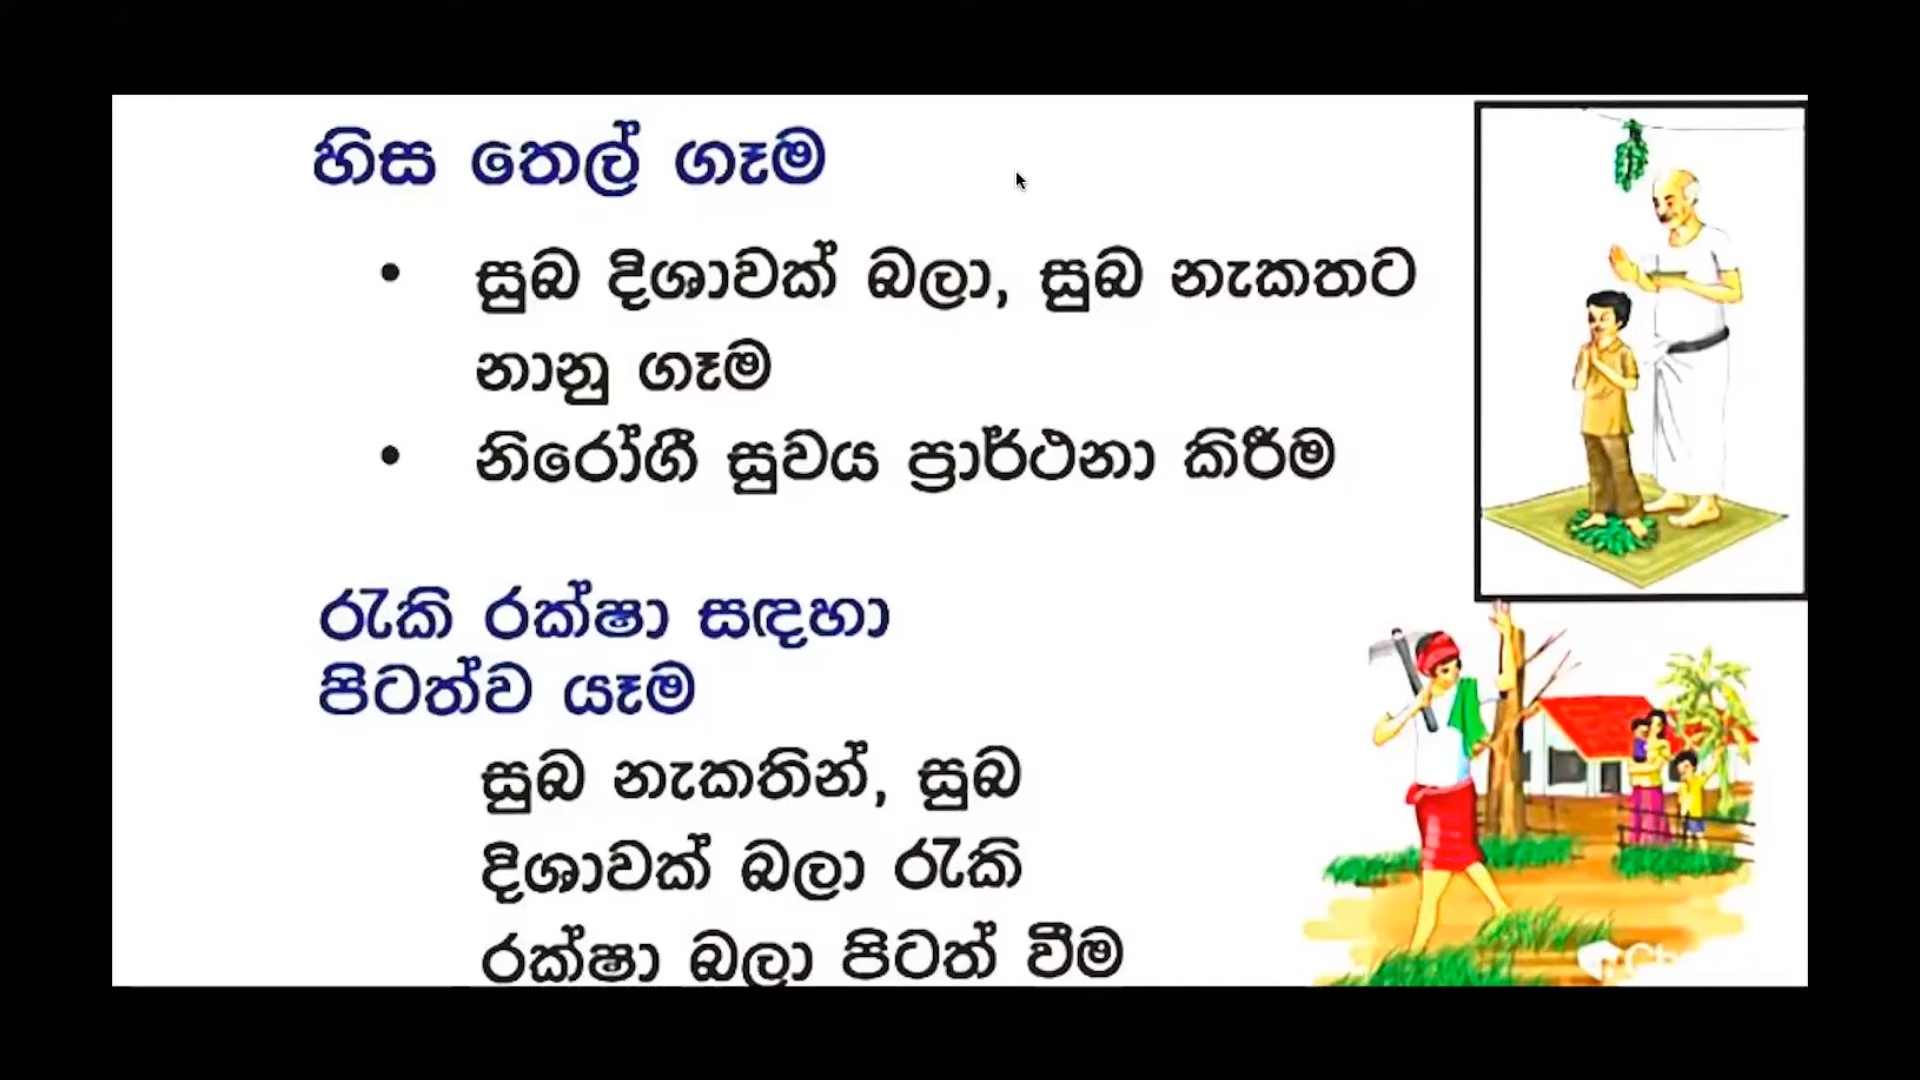 හිස තෙල් ගෑම
• සුබ දිශාවක් බලා, සුබ නැකතට
නානු ගෑම
• නිරෝගී සුවය ප්‍රාර්ථනා කිරීම
රැකි රක්ෂා සඳහා
පිටත්ව යෑම
සුබ නැකතින්, සුබ
දිශාවක් බලා රැකි
රක්ෂා බලා පිටත් වීම